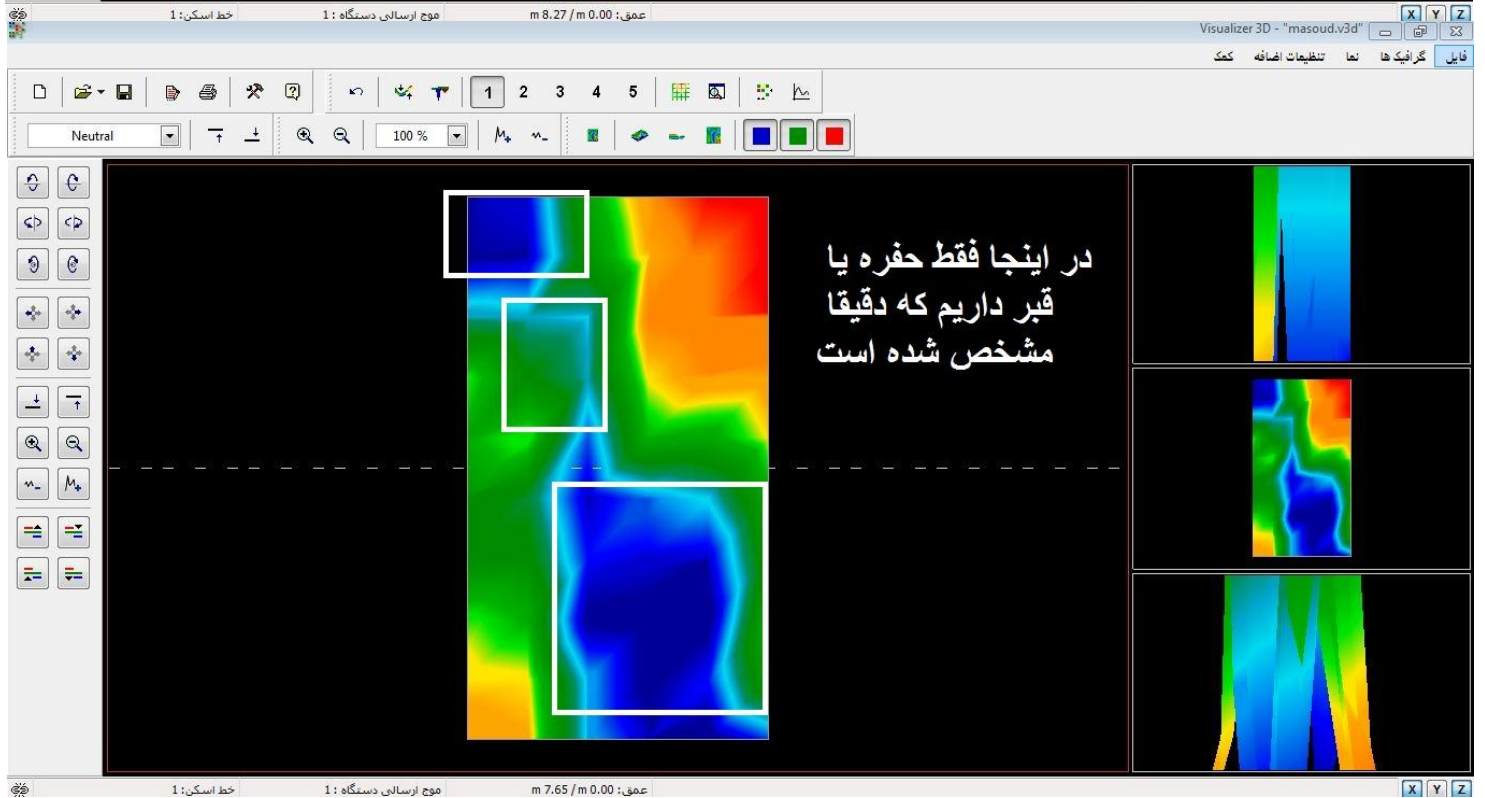 خط اسکن: 1   موج ارسالی دستگاه : 1   عمق: m 8.27 / m 0.00   X Y Z
Visualizer 3D - "masoud.v3d"
فایل   گرافیک ها   نما   تنظیمات اضافه   کمک
1 2 3 4 5
Neutral   100 %
در اینجا فقط حفره یا
قبر داریم که دقیقا
مشخص شده است
خط اسکن: 1   موج ارسالی دستگاه : 1   عمق: m 7.65 / m 0.00   X Y Z